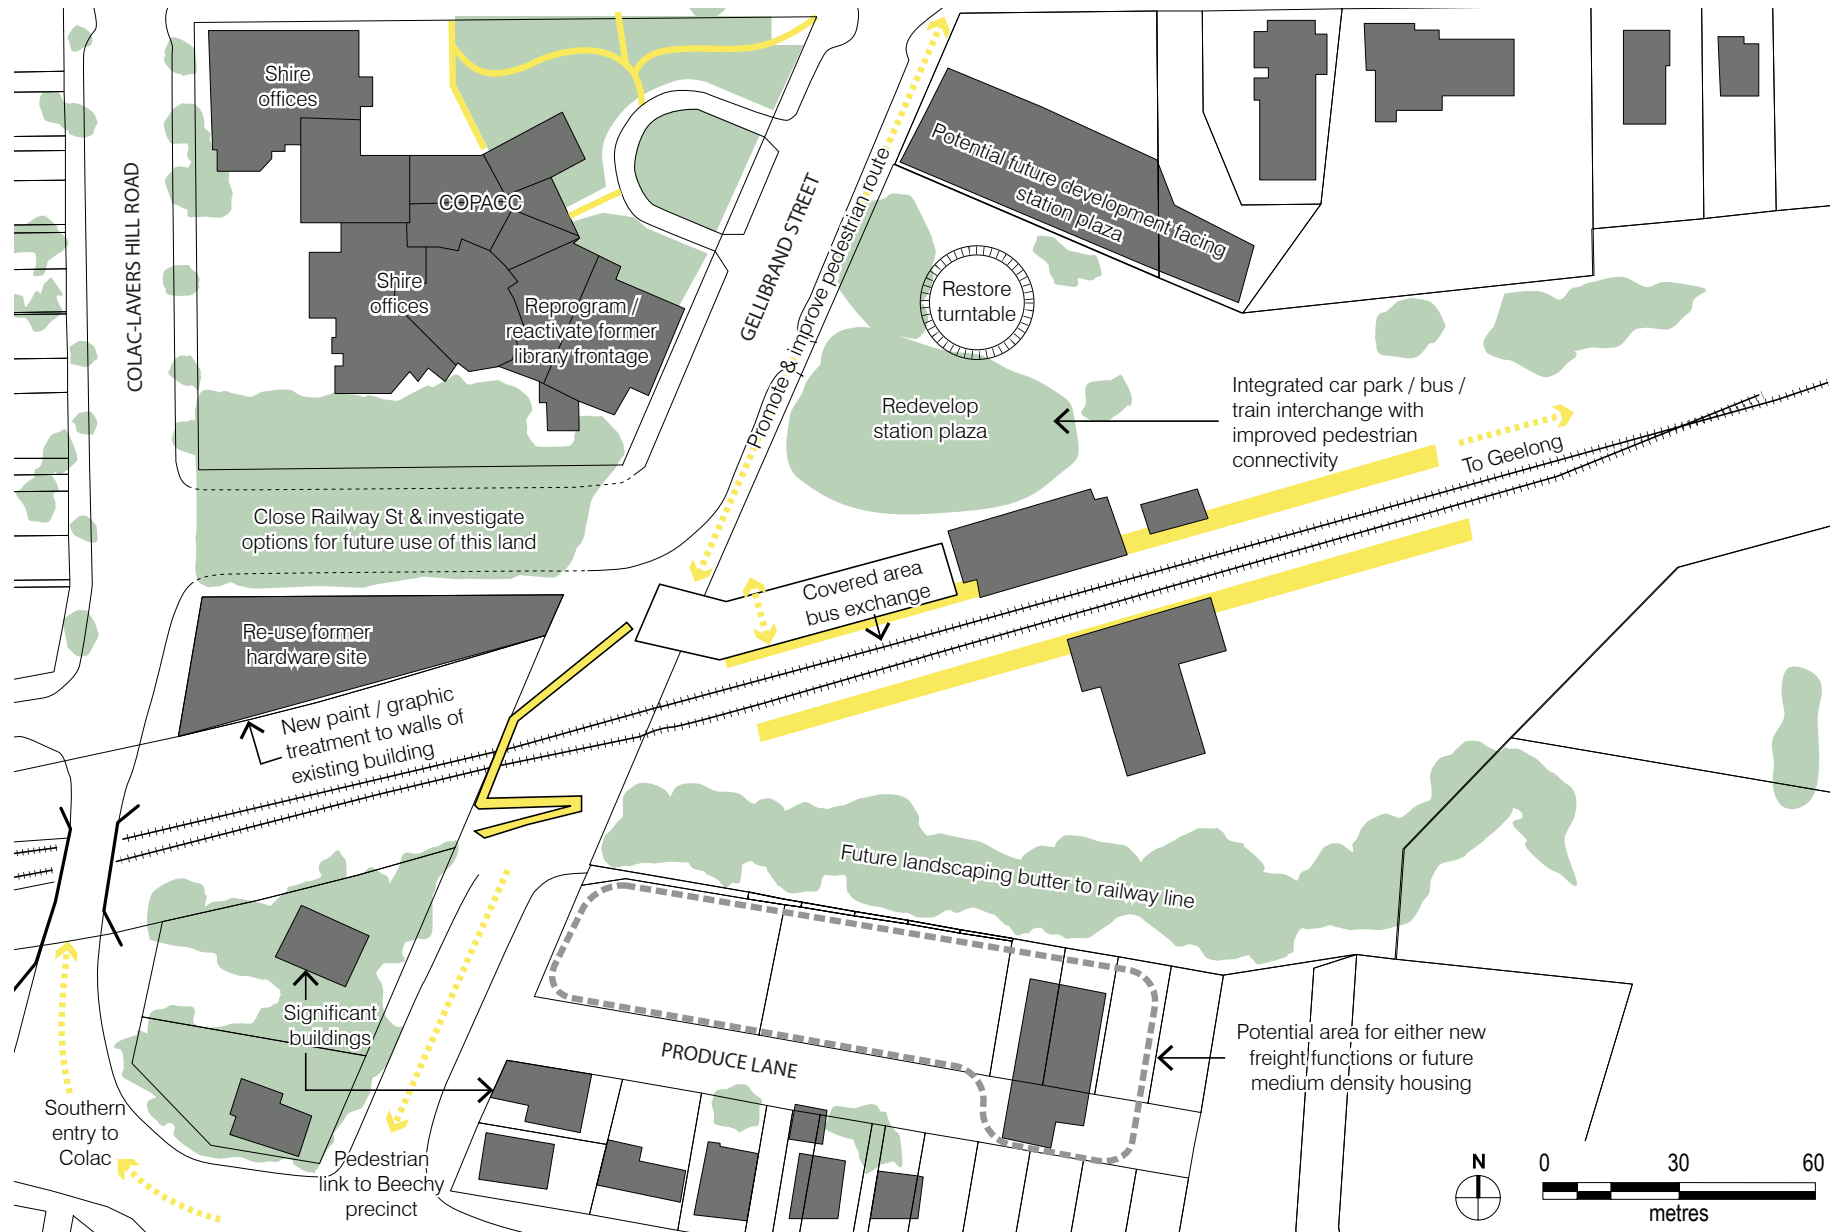 Shire
offices
COLAC-LAVERS HILL ROAD
COPACC
Shire
offices
Reprogram /
reactivate former
library frontage
GELLIBRAND STREET
Promote & improve pedestrian route
Potential future development facing
station plaza
Restore
turntable
Redevelop
station plaza
Integrated car park / bus /
train interchange with
improved pedestrian
connectivity
To Geelong
Close Railway St & investigate
options for future use of this land
Covered area
bus exchange
Re-use former
hardware site
New paint / graphic
treatment to walls of
existing building
Future landscaping butter to railway line
Significant
buildings
PRODUCE LANE
Potential area for either new
freight functions or future
medium density housing
Southern
entry to
Colac
Pedestrian
link to Beechy
precinct
N
0 30 60
metres